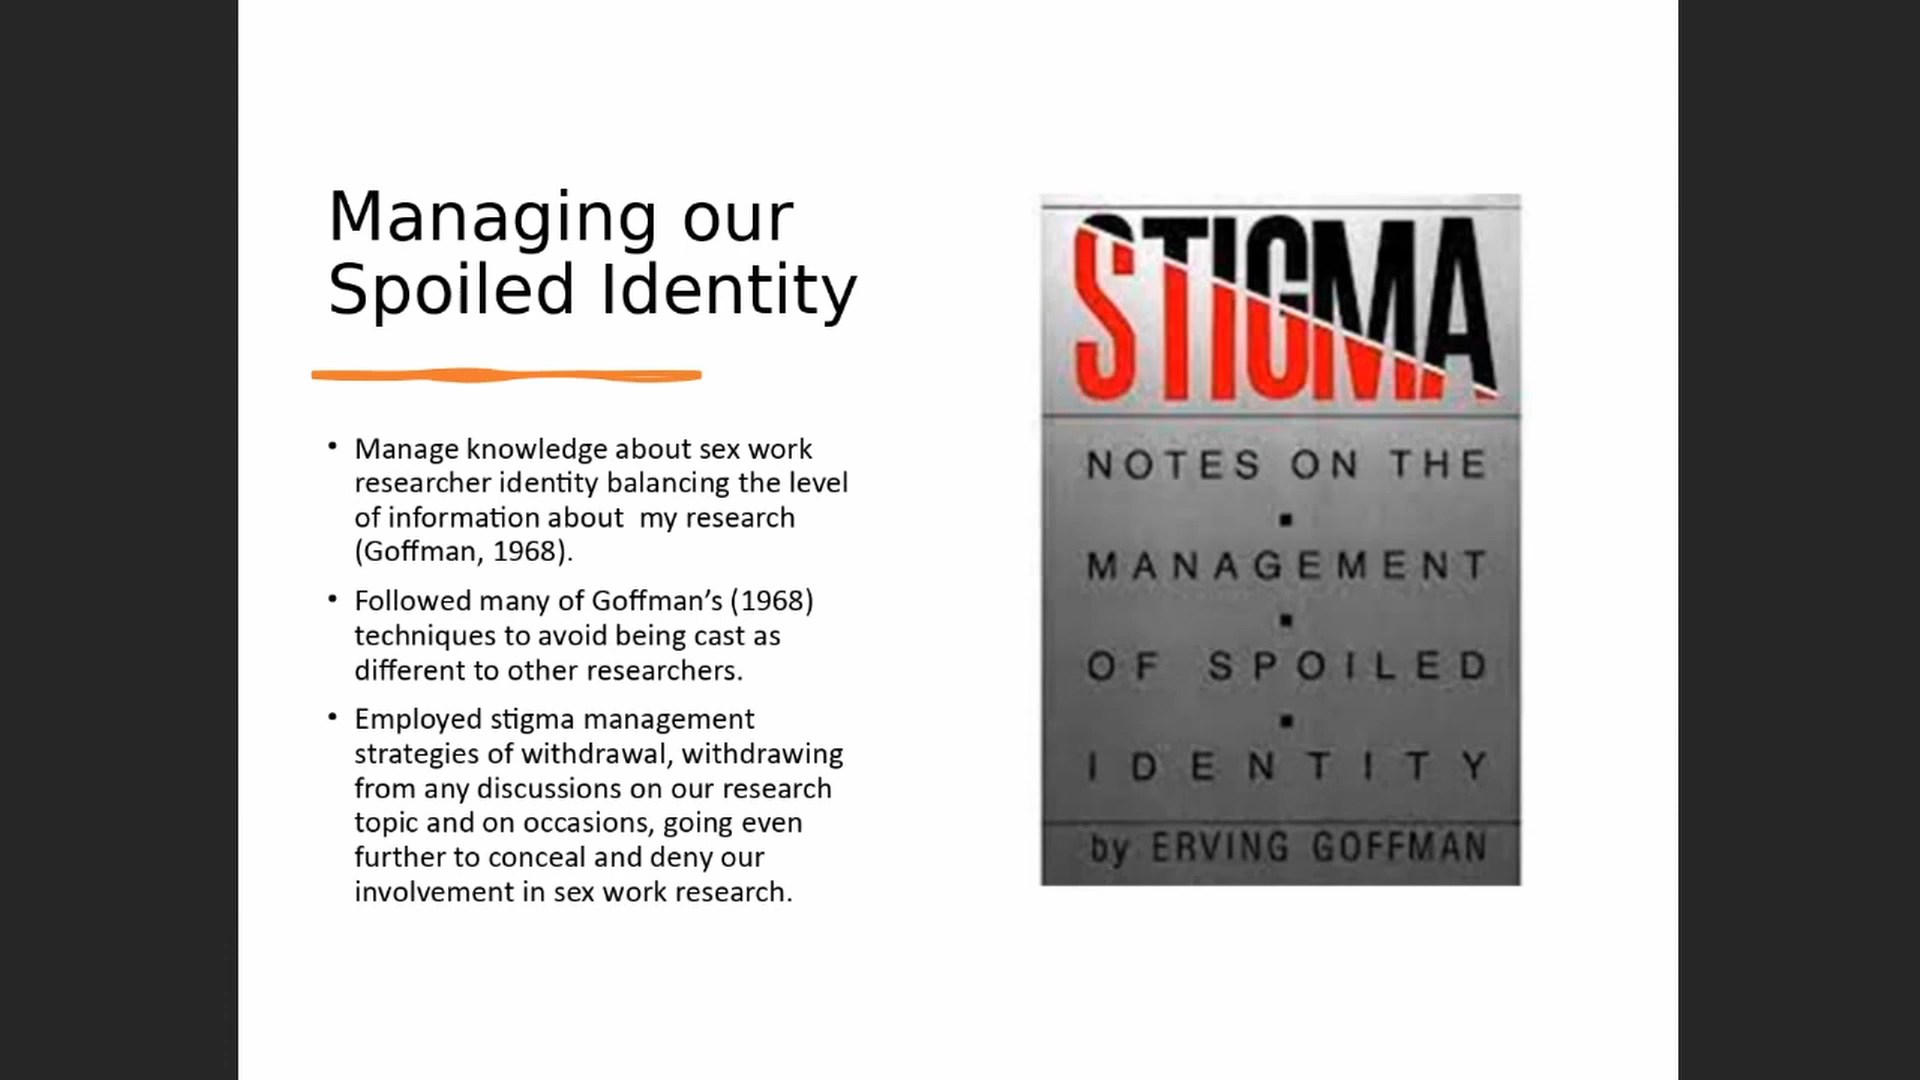 Managing our
Spoiled Identity
• Manage knowledge about sex work
researcher identity balancing the level
of information about  my research
(Goffman, 1968).
• Followed many of Goffman’s (1968)
techniques to avoid being cast as
different to other researchers.
• Employed stigma management
strategies of withdrawal, withdrawing
from any discussions on our research
topic and on occasions, going even
further to conceal and deny our
involvement in sex work research.
STIGMA
NOTES ON THE
MANAGEMENT
OF SPOILED
IDENTITY
by ERVING GOFFMAN